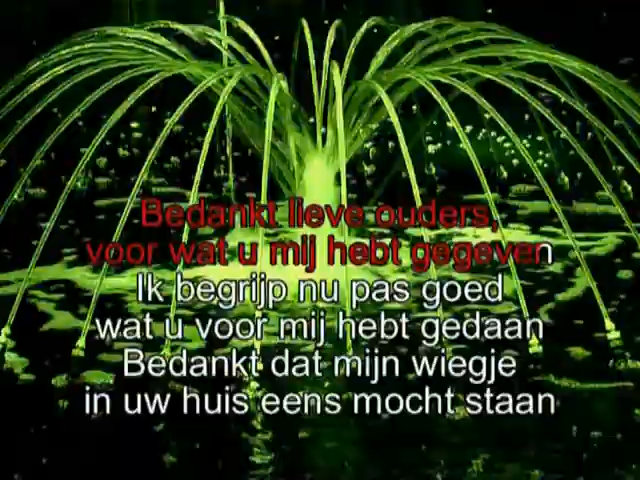 Bedankt lieve ouders,
voor wat u mij hebt gegeven
Ik begrijp nu pas goed
wat u voor mij hebt gedaan
Bedankt dat mijn wiegje
in uw huis eens mocht staan